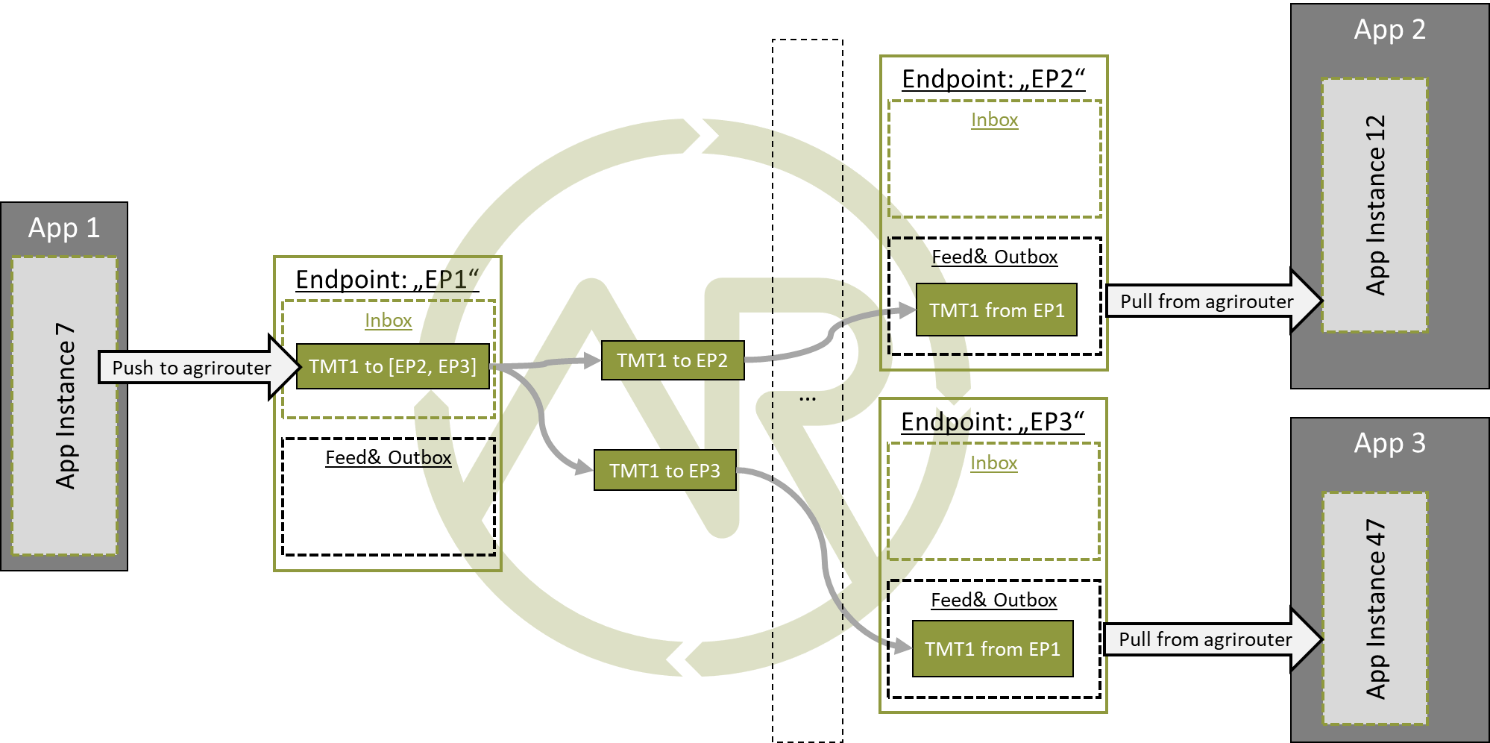 App 1
App Instance 7
Push to agrirouter
Endpoint: „EP1“
Inbox
TMT1 to [EP2, EP3]
Feed& Outbox
AR
TMT1 to EP2
TMT1 to EP3
...
Endpoint: „EP2“
Inbox
Feed& Outbox
TMT1 from EP1
Pull from agrirouter
App 2
App Instance 12
Endpoint: „EP3“
Inbox
Feed& Outbox
TMT1 from EP1
Pull from agrirouter
App 3
App Instance 47